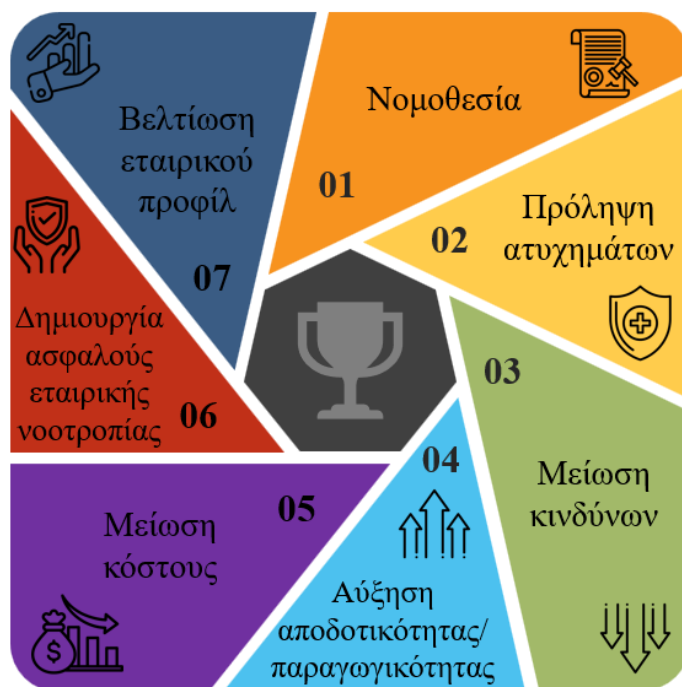 Νομοθεσία
01
Πρόληψη
ατυχημάτων
02
03
Μείωση
κινδύνων
04
Αύξηση
αποδοτικότητας/
παραγωγικότητας
05
Μείωση
κόστους
Δημιουργία
ασφαλούς
εταιρικής
νοοτροπίας
06
Βελτίωση
εταιρικού
προφίλ
07
$